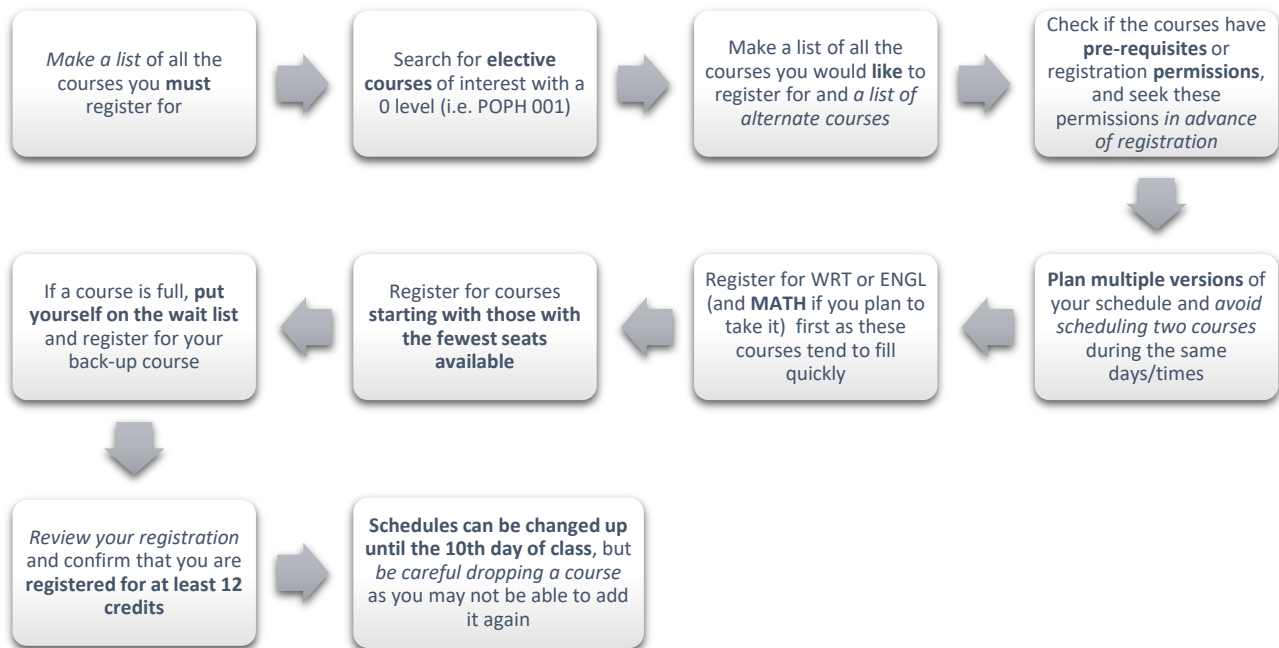 Make a list of all the
courses you must
register for
Search for elective
courses of interest with a
0 level (i.e. POPH 001)
Make a list of all the
courses you would like to
register for and a list of
alternate courses
Check if the courses have
pre-requisites or
registration permissions,
and seek these
permissions in advance
of registration
Plan multiple versions of
your schedule and avoid
scheduling two courses
during the same
days/times
Register for WRT or ENGL
(and MATH if you plan to
take it) first as these
courses tend to fill
quickly
Register for courses
starting with those with
the fewest seats
available
If a course is full, put
yourself on the wait list
and register for your
back-up course
Review your registration
and confirm that you are
registered for at least 12
credits
Schedules can be changed up
until the 10th day of class, but
be careful dropping a course
as you may not be able to add
it again